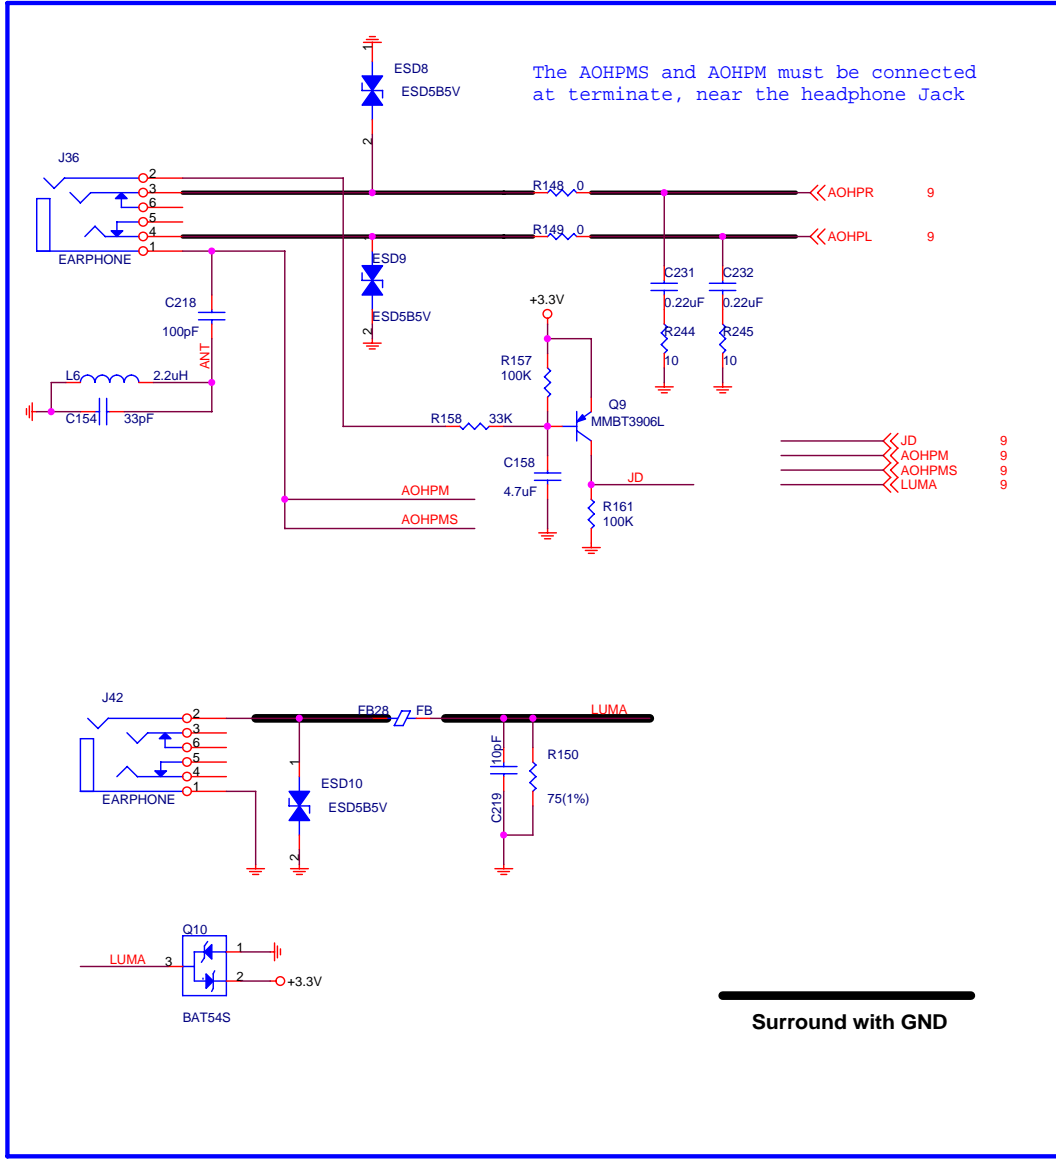 1
ESD8
ESD5B5V
2
The AOHPMS and AOHPM must be connected
at terminate, near the headphone Jack
J36
2
3
6
5
4
1
EARPHONE
R148 0
AOHPR 9
R149 0
AOHPL 9
ESD9
ESD5B5V
2
C218
100pF
ANT
L6 2.2uH
C154 33pF
C231
0.22uF
R244
10
C232
0.22uF
R245
10
+3.3V
R157
100K
R158 33K
Q9
MMBT3906L
C158
4.7uF
JD
R161
100K
AOHPM
AOHPMS
JD 9
AOHPM 9
AOHPMS 9
LUMA 9
J42
2
3
6
5
4
1
EARPHONE
FB28 FB
LUMA
1
ESD10
ESD5B5V
2
10pF
C219
R150
75(1%)
Q10
LUMA 3
1
2
+3.3V
BAT54S
Surround with GND